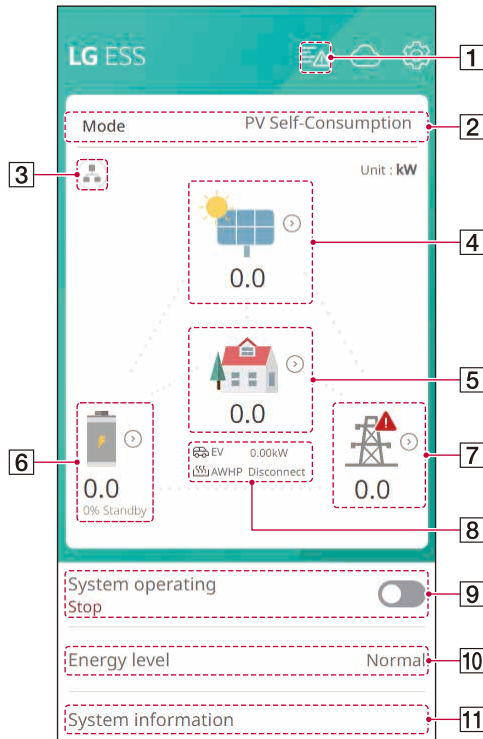 LG ESS
1
Mode PV Self-Consumption
2
3
Unit : kW
4
0.0
5
0.0
6
7
EV 0.00kW
AWHP Disconnect
0.0
0% Standby
0.0
8
System operating
Stop
9
Energy level Normal
10
System information
11